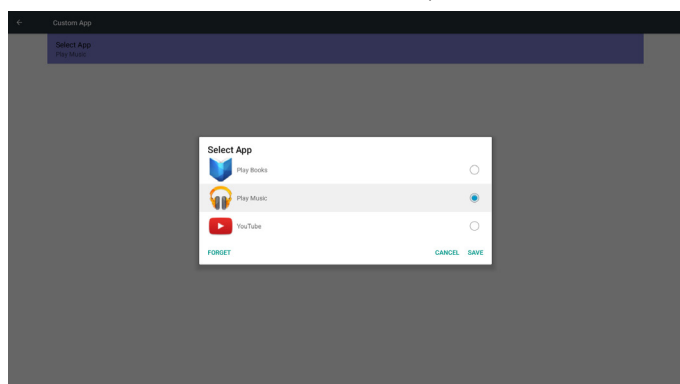 Custom App
Select App
Play Music
Select App
Play Books
Play Music
YouTube
FORGET CANCEL SAVE